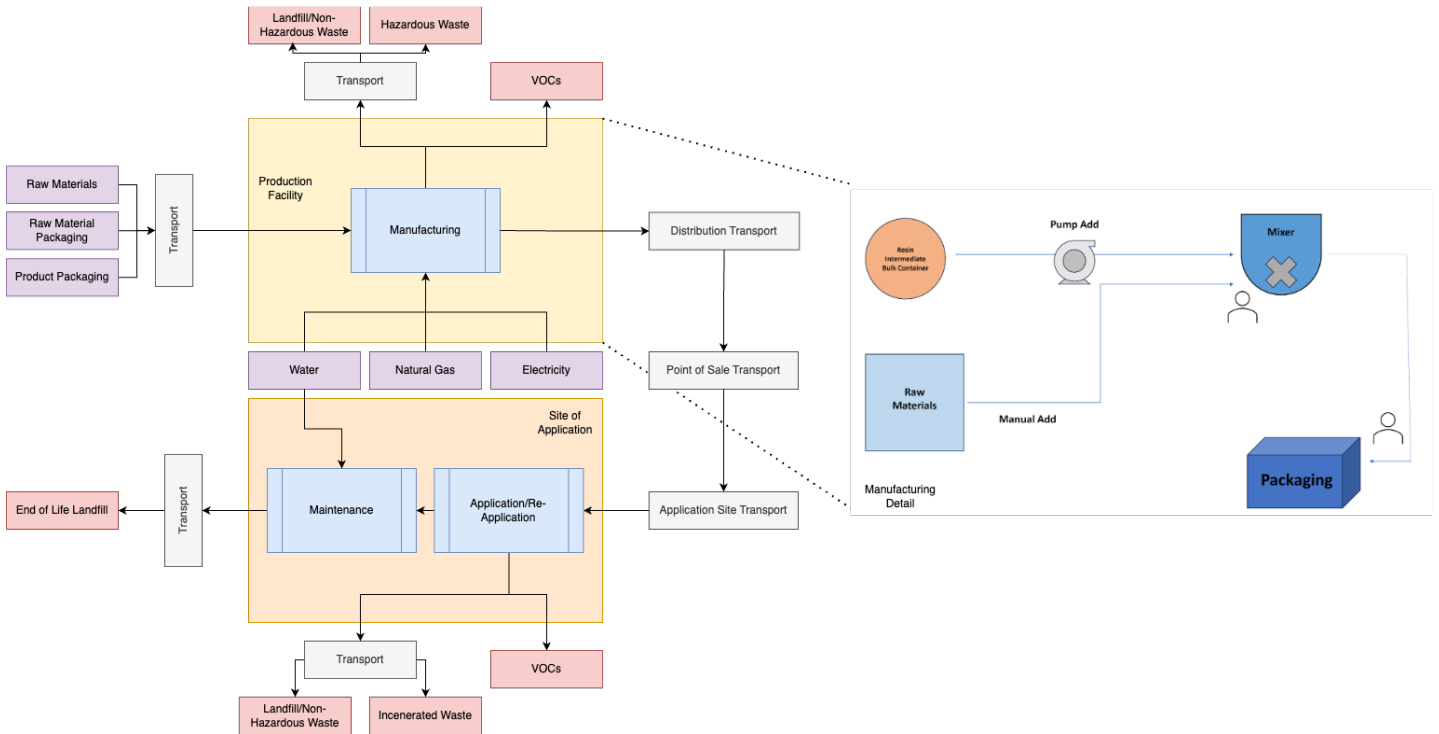 Landfill/Non-
Hazardous Waste
Hazardous Waste
Transport
VOCs
Production
Facility
Raw Materials
Raw Material
Packaging
Product Packaging
Transport
Manufacturing
Distribution Transport
Water
Natural Gas
Electricity
Point of Sale Transport
Site of
Application
End of Life Landfill
Transport
Maintenance
Application/Re-
Application
Application Site Transport
Transport
VOCs
Landfill/Non-
Hazardous Waste
Incenerated Waste
Resin
Intermediate
Bulk Container
Pump Add
Mixer
Raw
Materials
Manual Add
Packaging
Manufacturing
Detail